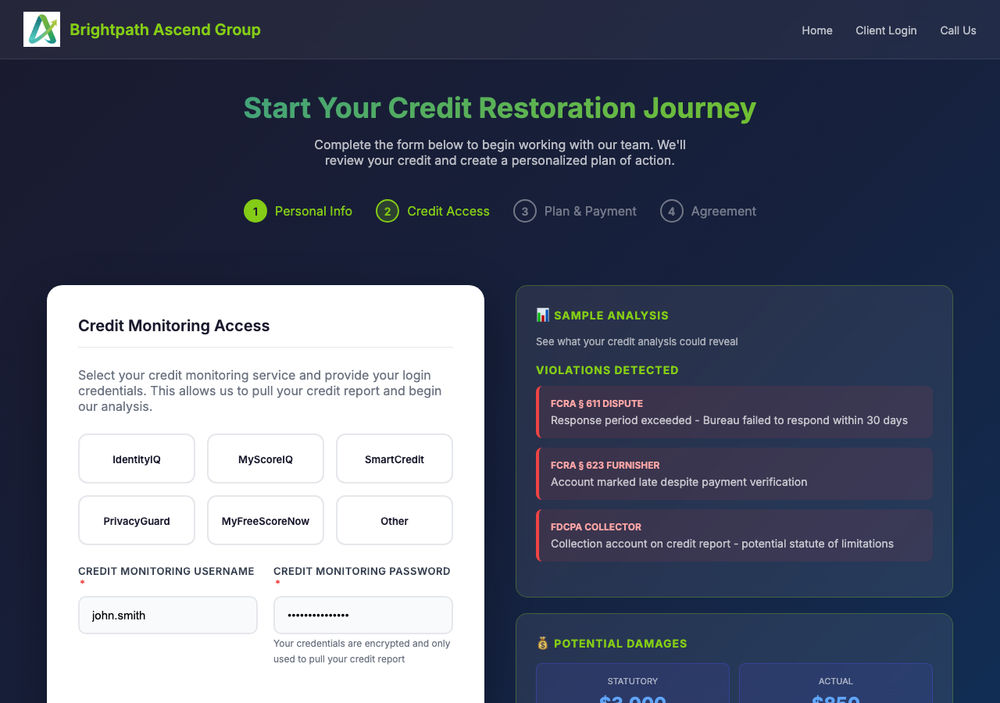 Brightpath Ascend Group
Home
Client Login
Call Us
Start Your Credit Restoration Journey
Complete the form below to begin working with our team. We'll
review your credit and create a personalized plan of action.
1 Personal Info
2 Credit Access
3 Plan & Payment
4 Agreement
Credit Monitoring Access
Select your credit monitoring service and provide your login
credentials. This allows us to pull your credit report and begin
our analysis.
IdentityIQ
MyScoreIQ
SmartCredit
PrivacyGuard
MyFreeScoreNow
Other
CREDIT MONITORING USERNAME
*
john.smith
CREDIT MONITORING PASSWORD
*
•••••••••••••••
Your credentials are encrypted and only
used to pull your credit report
📊 SAMPLE ANALYSIS
See what your credit analysis could reveal
VIOLATIONS DETECTED
FCRA § 611 DISPUTE
Response period exceeded - Bureau failed to respond within 30 days
FCRA § 623 FURNISHER
Account marked late despite payment verification
FDCPA COLLECTOR
Collection account on credit report - potential statute of limitations
💰 POTENTIAL DAMAGES
STATUTORY
$3,000
ACTUAL
$850